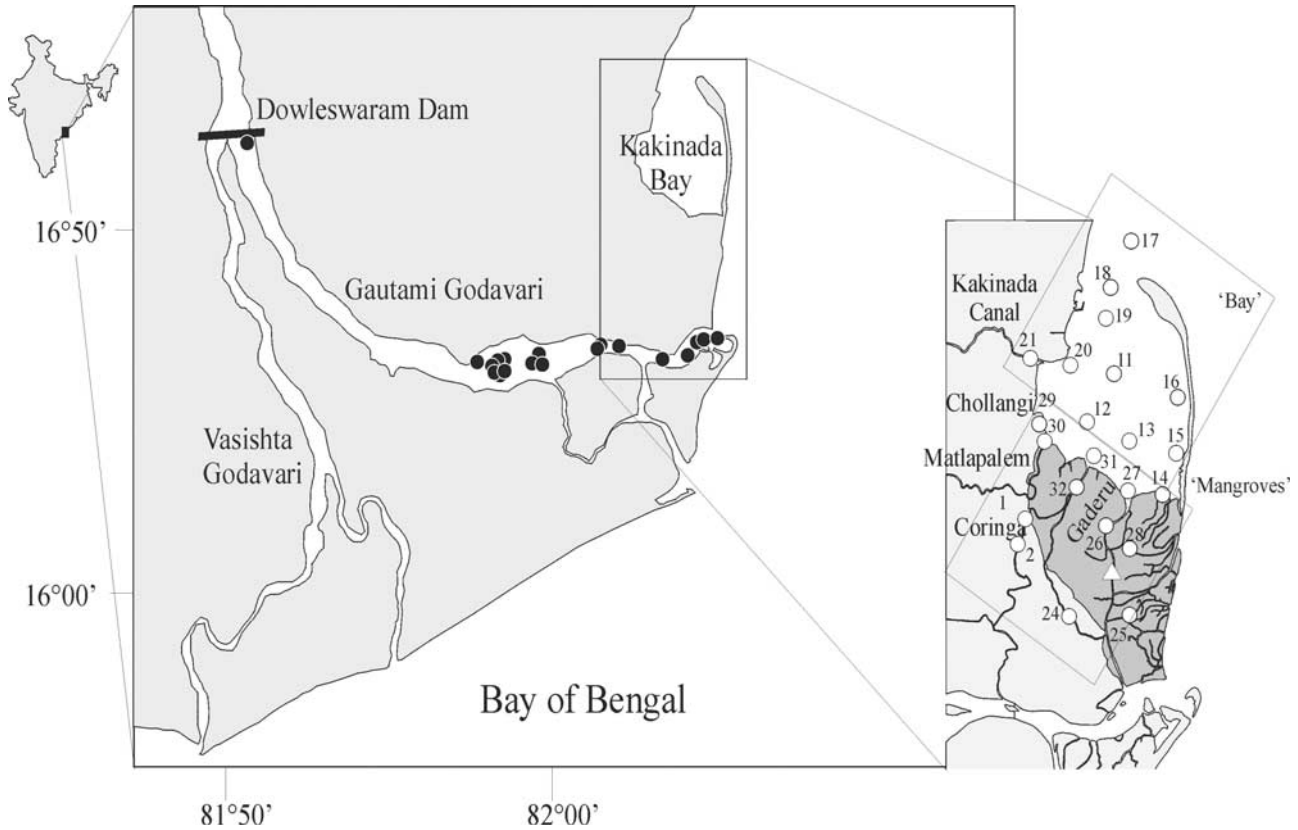 Dowleswaram Dam
Kakinada
Bay
16°50’
Gautami Godavari
Vasishta
Godavari
16°00’
Bay of Bengal
81°50’
82°00’
17
18
‘Bay’
Kakinada
Canal
19
21
20
11
16
Chollangi
29
12
30
13
15
Matlapalem
31
27
14
‘Mangroves’
32
1
Gaderu
Coringa
26
28
2
24
25